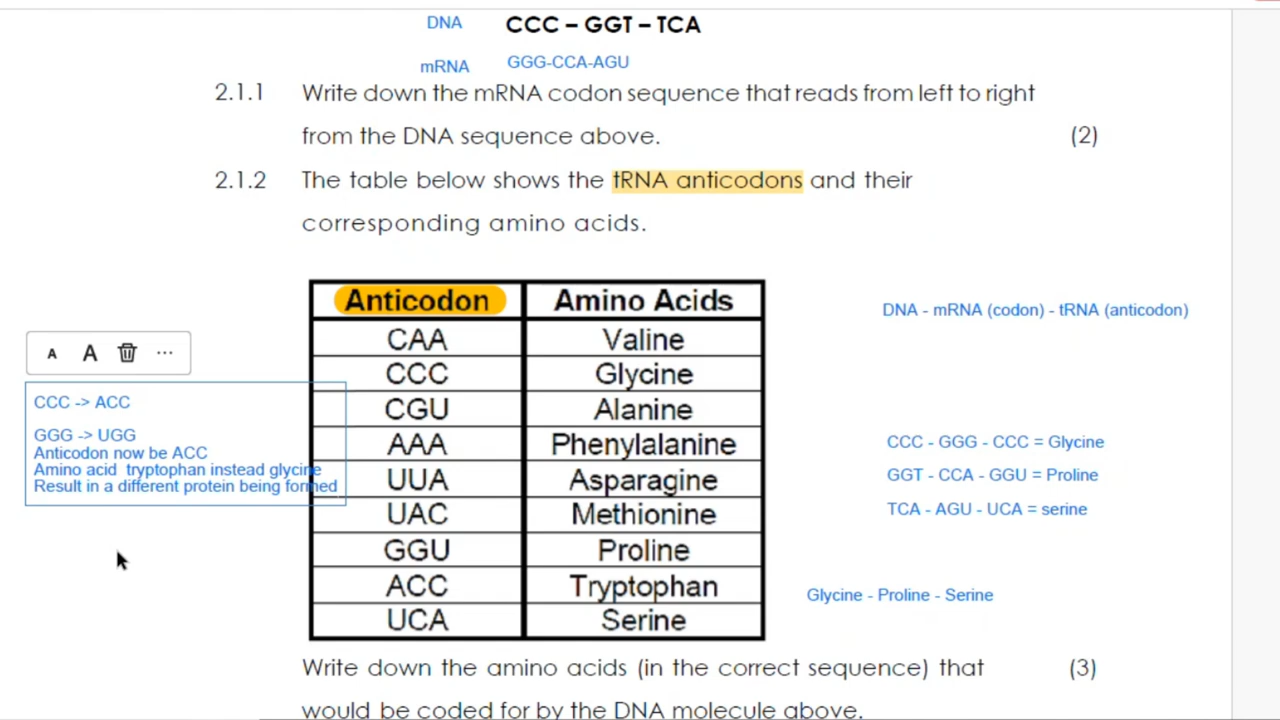 DNA CCC – GGT – TCA
mRNA GGG-CCA-AGU
2.1.1 Write down the mRNA codon sequence that reads from left to right
from the DNA sequence above. (2)
2.1.2 The table below shows the tRNA anticodons and their
corresponding amino acids.
Anticodon Amino Acids
CAA Valine
CCC Glycine
CGU Alanine
AAA Phenylalanine
UUA Asparagine
UAC Methionine
GGU Proline
ACC Tryptophan
UCA Serine
DNA - mRNA (codon) - tRNA (anticodon)
A A ...
CCC -> ACC
GGG -> UGG
Anticodon now be ACC
Amino acid tryptophan instead glycine
Result in a different protein being formed
CCC - GGG - CCC = Glycine
GGT - CCA - GGU = Proline
TCA - AGU - UCA = serine
Glycine - Proline - Serine
Write down the amino acids (in the correct sequence) that (3)
would be coded for by the DNA molecule above.